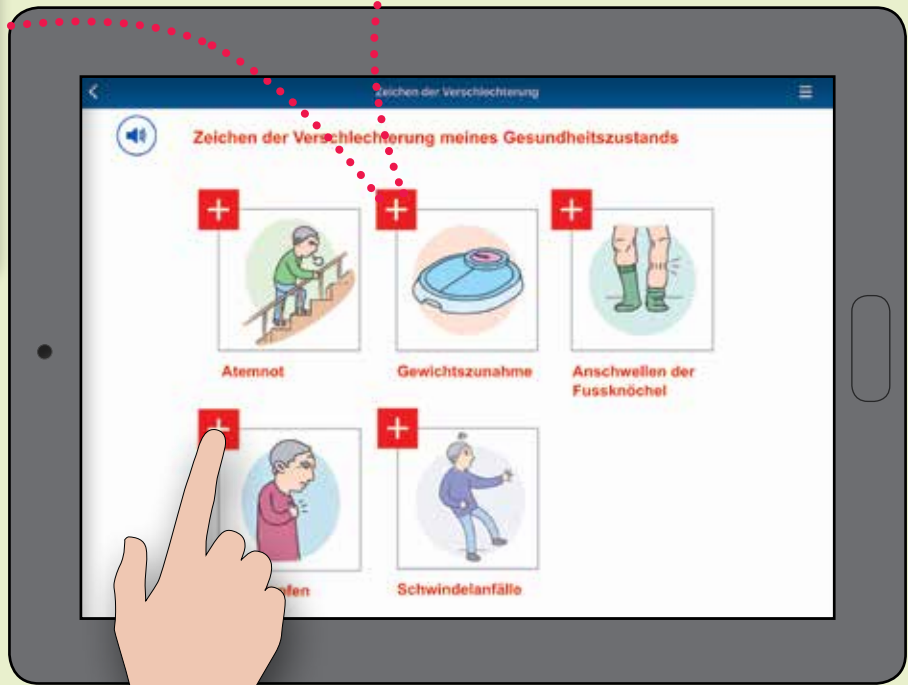 Zeichen der Verschlechterung
Zeichen der Verschlechterung meines Gesundheitszustands
Atemnot
Gewichtszunahme
Anschwellen der
Fussknöchel
Schwindelanfälle